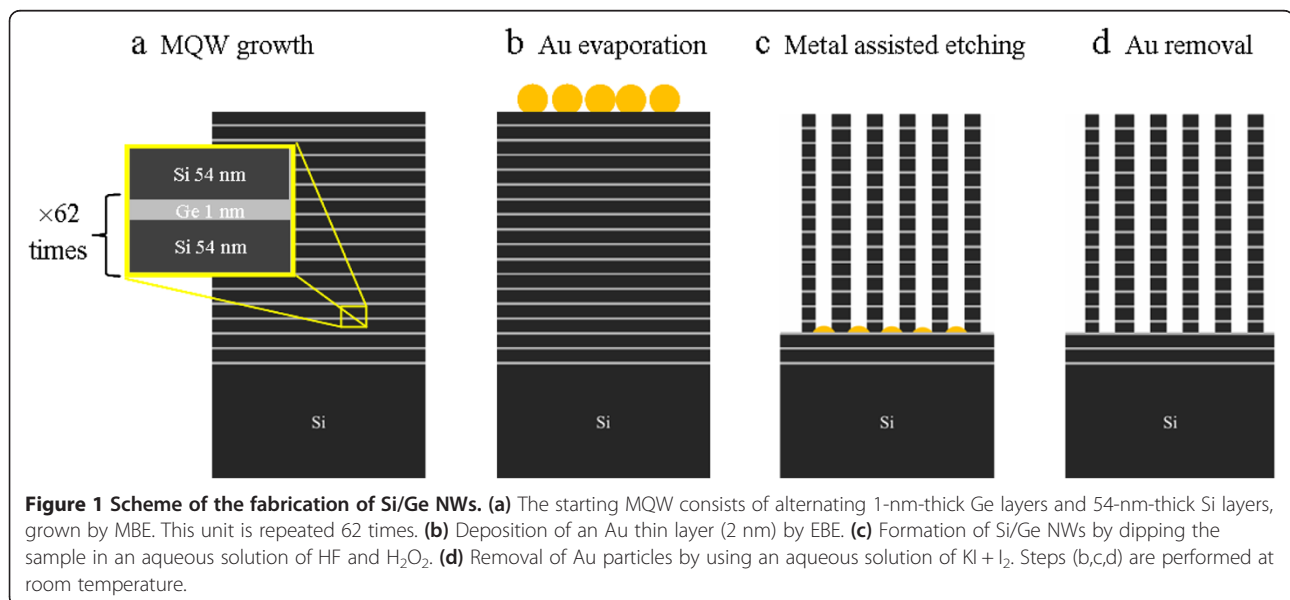 a MQW growth
b Au evaporation
c Metal assisted etching
d Au removal
Si 54 nm
Ge 1 nm
Si 54 nm
×62
times
Si
Si
Si
Si
Figure 1 Scheme of the fabrication of Si/Ge NWs. (a) The starting MQW consists of alternating 1-nm-thick Ge layers and 54-nm-thick Si layers,
grown by MBE. This unit is repeated 62 times. (b) Deposition of an Au thin layer (2 nm) by EBE. (c) Formation of Si/Ge NWs by dipping the
sample in an aqueous solution of HF and H₂O₂. (d) Removal of Au particles by using an aqueous solution of KI + I₂. Steps (b,c,d) are performed at
room temperature.